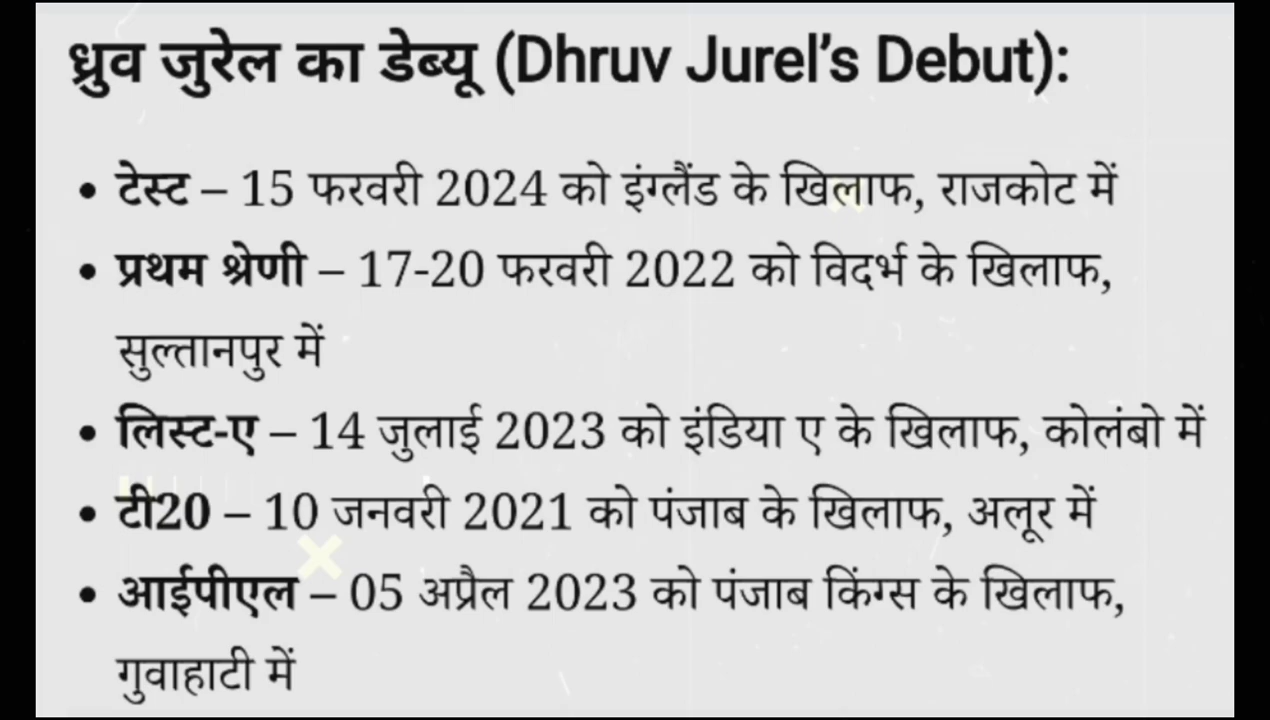 ध्रुव जुरेल का डेब्यू (Dhruv Jurel’s Debut):
• टेस्ट – 15 फरवरी 2024 को इंग्लैंड के खिलाफ, राजकोट में
• प्रथम श्रेणी – 17-20 फरवरी 2022 को विदर्भ के खिलाफ,
सुल्तानपुर में
• लिस्ट-ए – 14 जुलाई 2023 को इंडिया ए के खिलाफ, कोलंबो में
• टी20 – 10 जनवरी 2021 को पंजाब के खिलाफ, अलूर में
• आईपीएल – 05 अप्रैल 2023 को पंजाब किंग्स के खिलाफ,
गुवाहाटी में